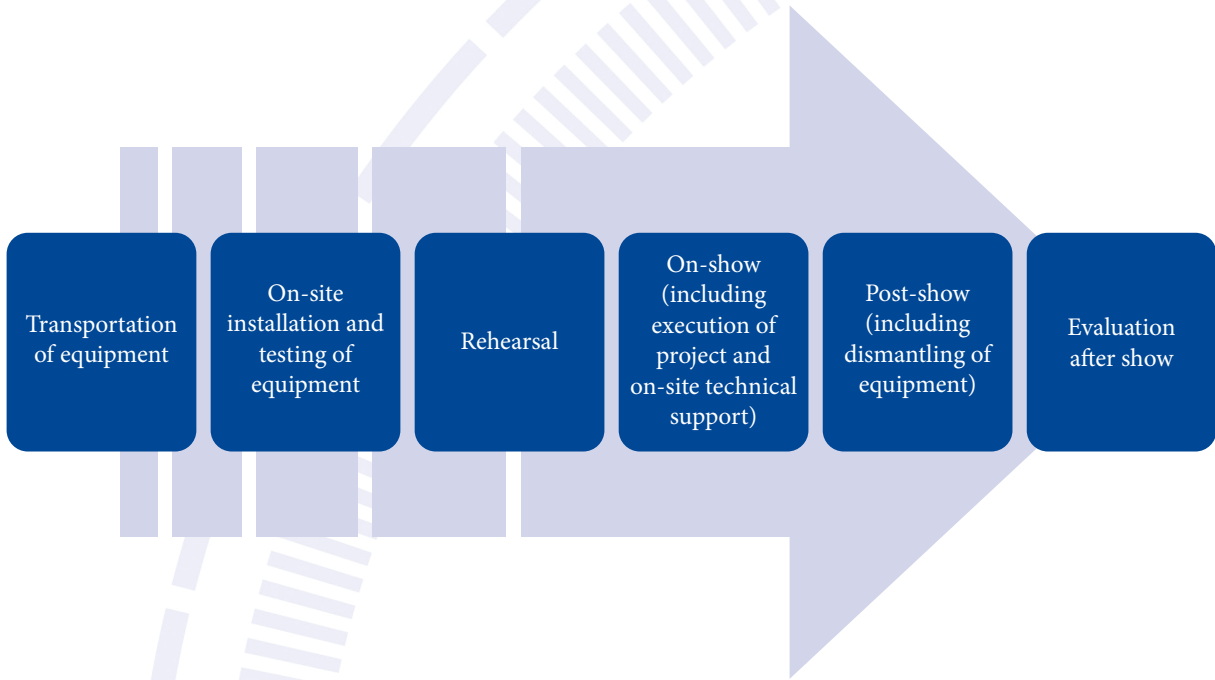 Transportation
of equipment
On-site
installation and
testing of
equipment
Rehearsal
On-show
(including
execution of
project and
on-site technical
support)
Post-show
(including
dismantling of
equipment)
Evaluation
after show